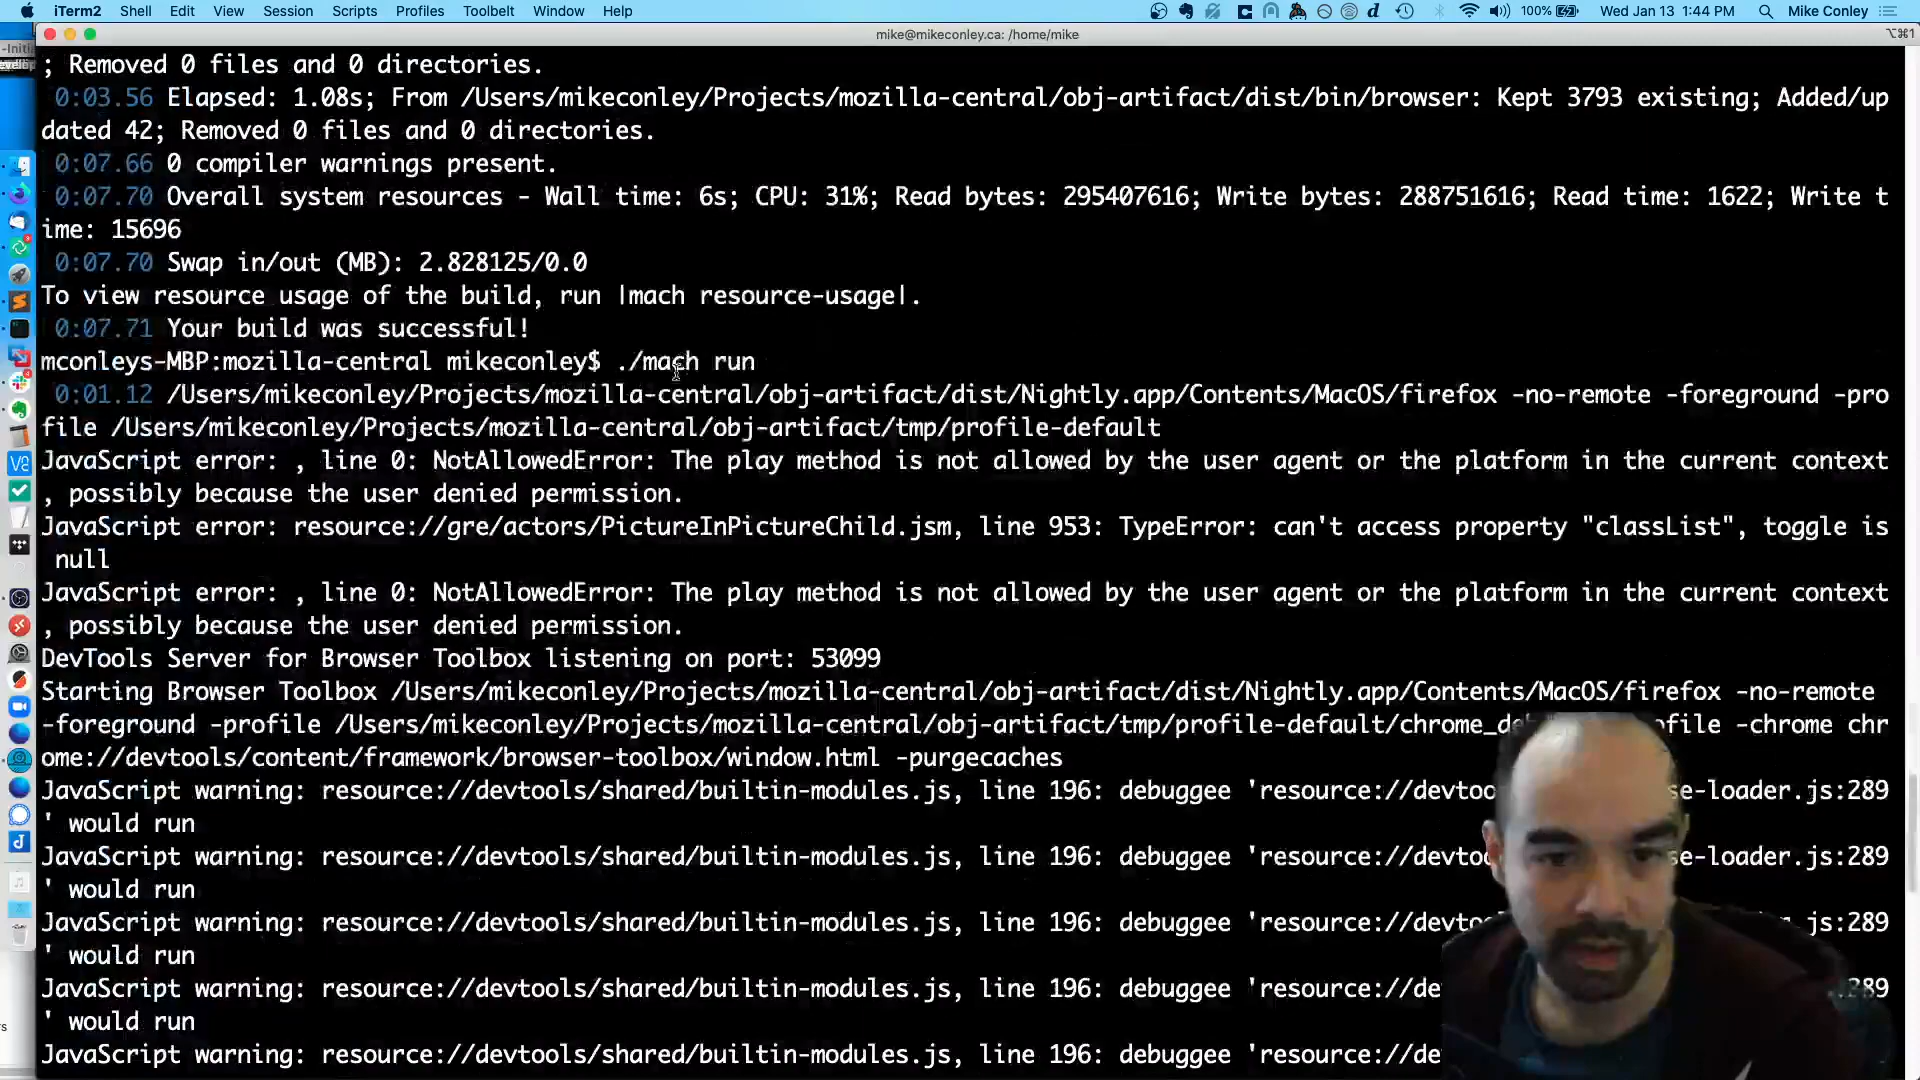 iTerm2 Shell Edit View Session Scripts Profiles Toolbelt Window Help 100% Wed Jan 13 1:44 PM Mike Conley
mike@mikeconley.ca: /home/mike ⌥⌘1
; Removed 0 files and 0 directories.
0:03.56 Elapsed: 1.08s; From /Users/mikeconley/Projects/mozilla-central/obj-artifact/dist/bin/browser: Kept 3793 existing; Added/up
dated 42; Removed 0 files and 0 directories.
0:07.66 0 compiler warnings present.
0:07.70 Overall system resources - Wall time: 6s; CPU: 31%; Read bytes: 295407616; Write bytes: 288751616; Read time: 1622; Write t
ime: 15696
0:07.70 Swap in/out (MB): 2.828125/0.0
To view resource usage of the build, run |mach resource-usage|.
0:07.71 Your build was successful!
mconleys-MBP:mozilla-central mikeconley$ ./mach run
0:01.12 /Users/mikeconley/Projects/mozilla-central/obj-artifact/dist/Nightly.app/Contents/MacOS/firefox -no-remote -foreground -pro
file /Users/mikeconley/Projects/mozilla-central/obj-artifact/tmp/profile-default
JavaScript error: , line 0: NotAllowedError: The play method is not allowed by the user agent or the platform in the current context
, possibly because the user denied permission.
JavaScript error: resource://gre/actors/PictureInPictureChild.jsm, line 953: TypeError: can't access property "classList", toggle is
null
JavaScript error: , line 0: NotAllowedError: The play method is not allowed by the user agent or the platform in the current context
, possibly because the user denied permission.
DevTools Server for Browser Toolbox listening on port: 53099
Starting Browser Toolbox /Users/mikeconley/Projects/mozilla-central/obj-artifact/dist/Nightly.app/Contents/MacOS/firefox -no-remote
-foreground -profile /Users/mikeconley/Projects/mozilla-central/obj-artifact/tmp/profile-default/chrome_de rofile -chrome chr
ome://devtools/content/framework/browser-toolbox/window.html -purgecaches
JavaScript warning: resource://devtools/shared/builtin-modules.js, line 196: debuggee 'resource://devtoo se-loader.js:289
' would run
JavaScript warning: resource://devtools/shared/builtin-modules.js, line 196: debuggee 'resource://devtoo se-loader.js:289
' would run
JavaScript warning: resource://devtools/shared/builtin-modules.js, line 196: debuggee 'resource://devtoo .js:289
' would run
JavaScript warning: resource://devtools/shared/builtin-modules.js, line 196: debuggee 'resource://de 289
' would run
JavaScript warning: resource://devtools/shared/builtin-modules.js, line 196: debuggee 'resource://de